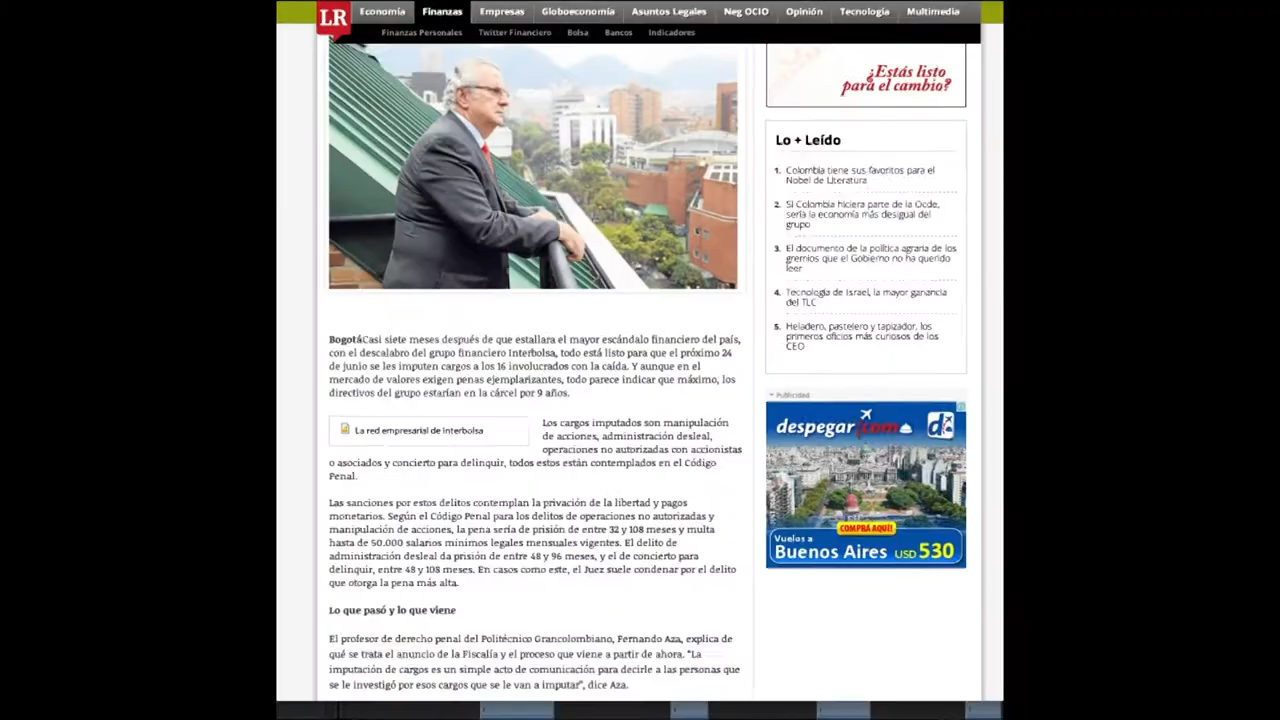 LR
Economía
Finanzas
Empresas
Globoeconomía
Asuntos Legales
Neg OCIO
Opinión
Tecnología
Multimedia
Finanzas Personales
Twitter Financiero
Bolsa
Bancos
Indicadores
BogotáCasi siete meses después de que estallara el mayor escándalo financiero del país,
con el descalabro del grupo financiero Interbolsa, todo está listo para que el próximo 24
de junio se les imputen cargos a los 16 involucrados con la caída. Y aunque en el
mercado de valores exigen penas ejemplarizantes, todo parece indicar que máximo, los
directivos del grupo estarían en la cárcel por 9 años.
La red empresarial de Interbolsa
Los cargos imputados son manipulación
de acciones, administración desleal,
operaciones no autorizadas con accionistas
o asociados y concierto para delinquir, todos estos están contemplados en el Código
Penal.
Las sanciones por estos delitos contemplan la privación de la libertad y pagos
monetarios. Según el Código Penal para los delitos de operaciones no autorizadas y
manipulación de acciones, la pena sería de prisión de entre 32 y 108 meses y multa
hasta de 50.000 salarios mínimos legales mensuales vigentes. El delito de
administración desleal da prisión de entre 48 y 96 meses, y el de concierto para
delinquir, entre 48 y 108 meses. En casos como este, el Juez suele condenar por el delito
que otorga la pena más alta.
Lo que pasó y lo que viene
El profesor de derecho penal del Politécnico Grancolombiano, Fernando Aza, explica de
qué se trata el anuncio de la Fiscalía y el proceso que viene a partir de ahora. "La
imputación de cargos es un simple acto de comunicación para decirle a las personas que
se le investigó por esos cargos que se le van a imputar", dice Aza.
¿Estás listo
para el cambio?
Lo + Leído
1. Colombia tiene sus favoritos para el
Nobel de Literatura
2. Si Colombia hiciera parte de la Ocde,
sería la economía más desigual del
grupo
3. El documento de la política agraria de los
gremios que el Gobierno no ha querido
leer
4. Tecnología de Israel, la mayor ganancia
del TLC
5. Heladero, pastelero y tapizador, los
primeros oficios más curiosos de los
CEO
Publicidad
despegar.com
d
COMPRA AQUÍ!
Vuelos a
Buenos Aires USD 530